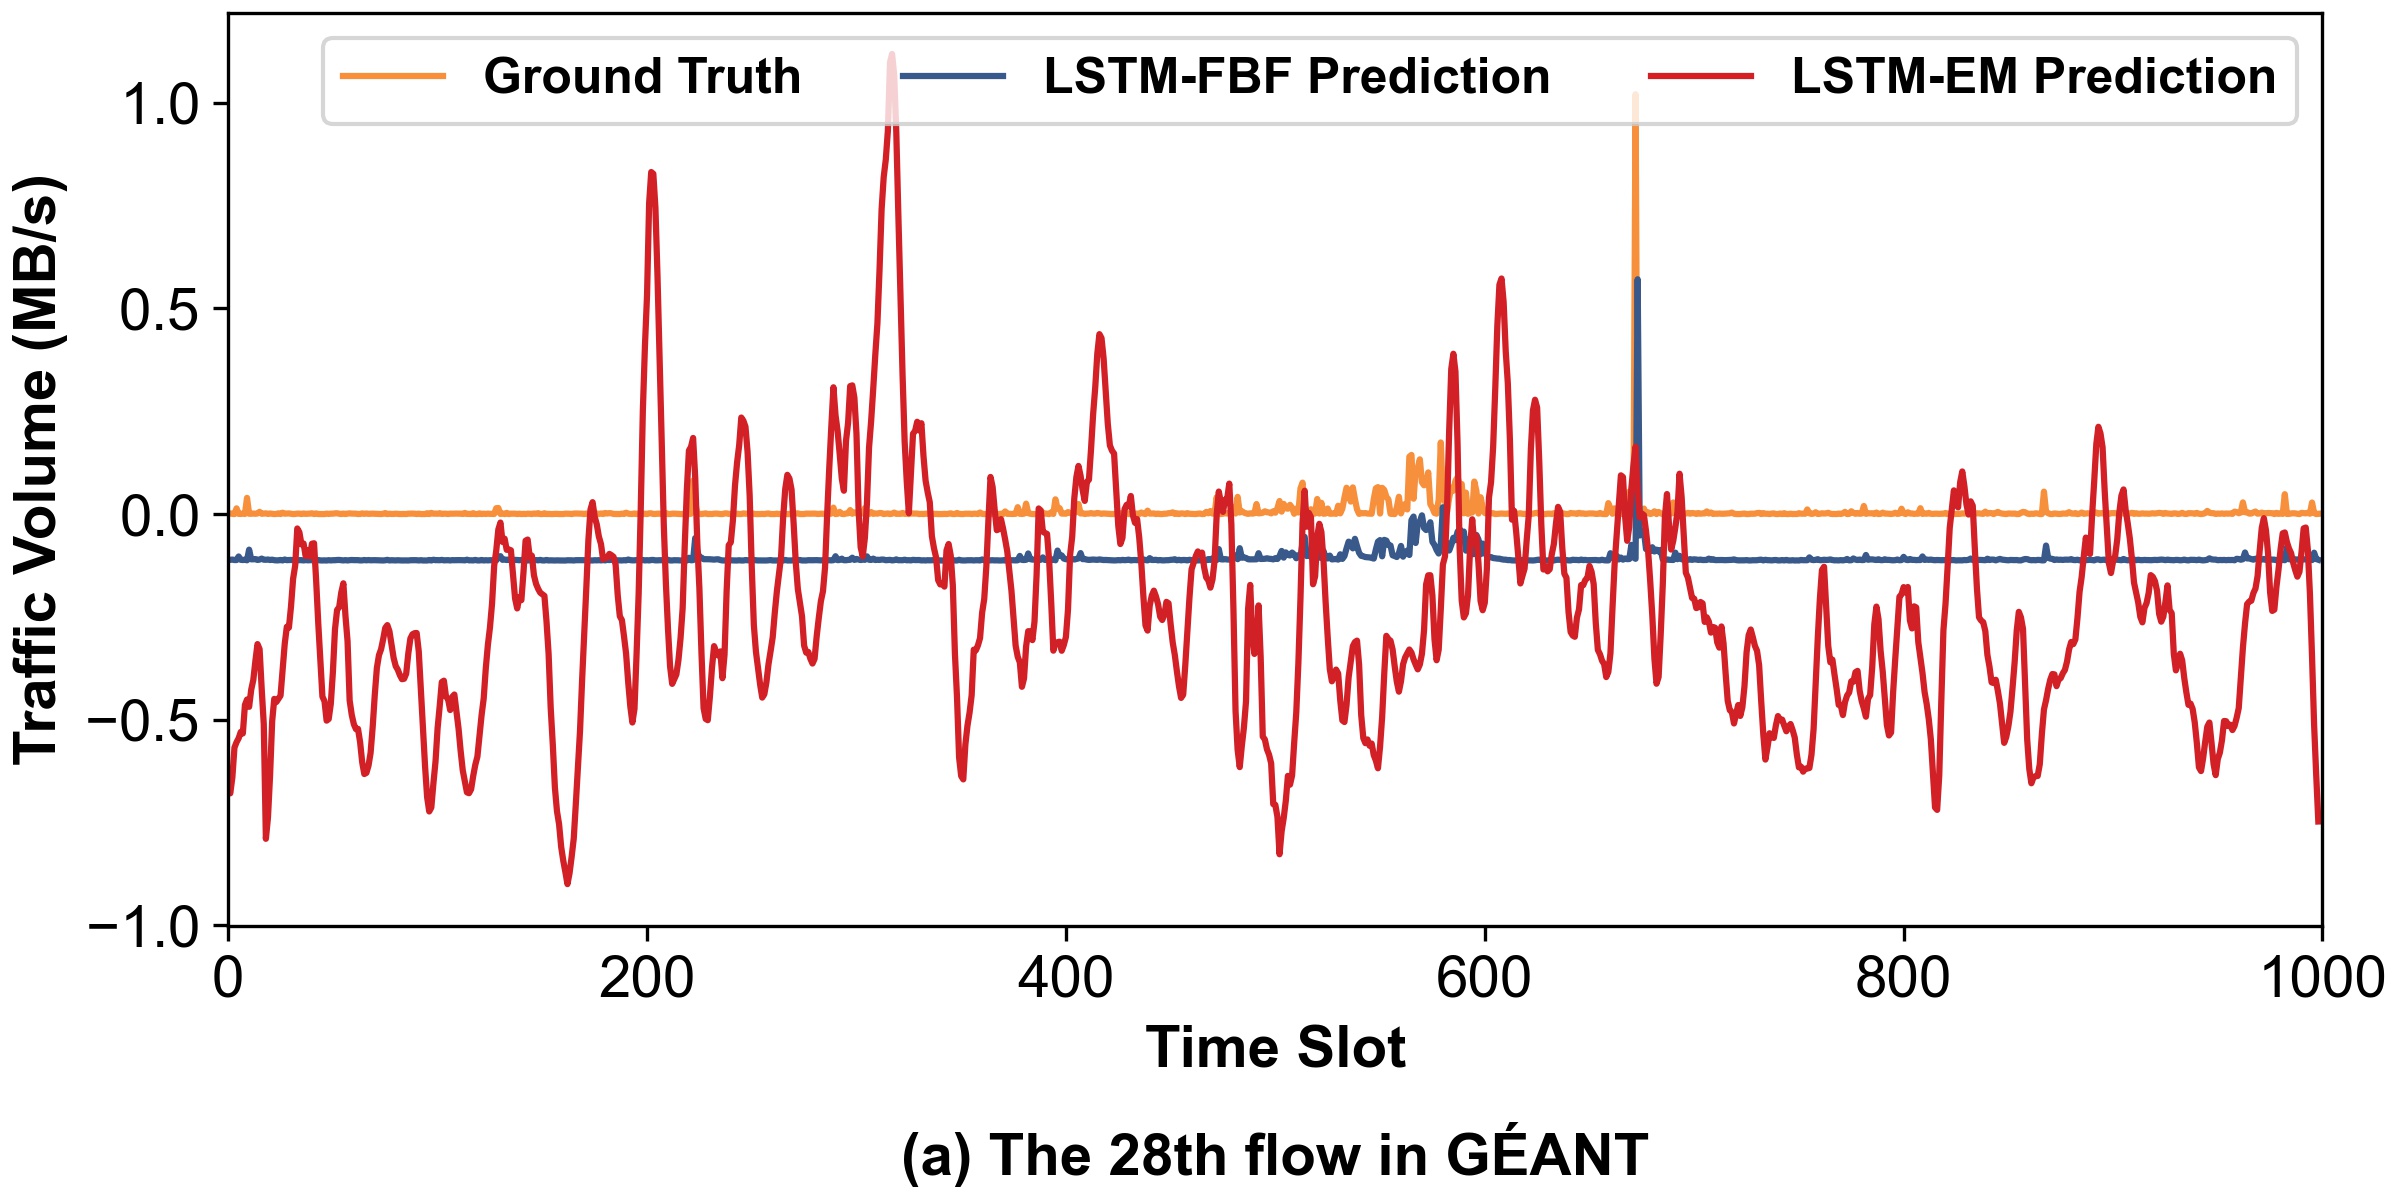 Ground Truth LSTM-FBF Prediction LSTM-EM Prediction
Traffic Volume (MB/s)
1.0
0.5
0.0
−0.5
−1.0
0 200 400 600 800 1000
Time Slot
(a) The 28th flow in GÉANT